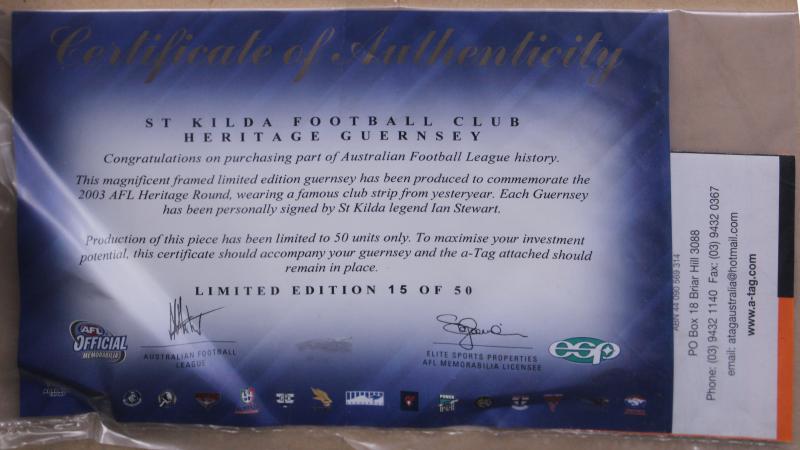 Certificate of Authenticity
ST KILDA FOOTBALL CLUB
HERITAGE GUERNSEY
Congratulations on purchasing part of Australian Football League history.
This magnificent framed limited edition guernsey has been produced to commemorate the
2003 AFL Heritage Round, wearing a famous club strip from yesteryear. Each Guernsey
has been personally signed by St Kilda legend Ian Stewart.
Production of this piece has been limited to 50 units only. To maximise your investment
potential, this certificate should accompany your guernsey and the a-Tag attached should
remain in place.
LIMITED EDITION 15 OF 50
AFL
OFFICIAL
MEMORABILIA
AUSTRALIAN FOOTBALL
LEAGUE
ELITE SPORTS PROPERTIES
AFL MEMORABILIA LICENSEE
esp
POWER
ABN 44 090 569 314
PO Box 18 Briar Hill 3088
Phone: (03) 9432 1140 Fax: (03) 9432 0367
email: atagaustralia@hotmail.com
www.a-tag.com